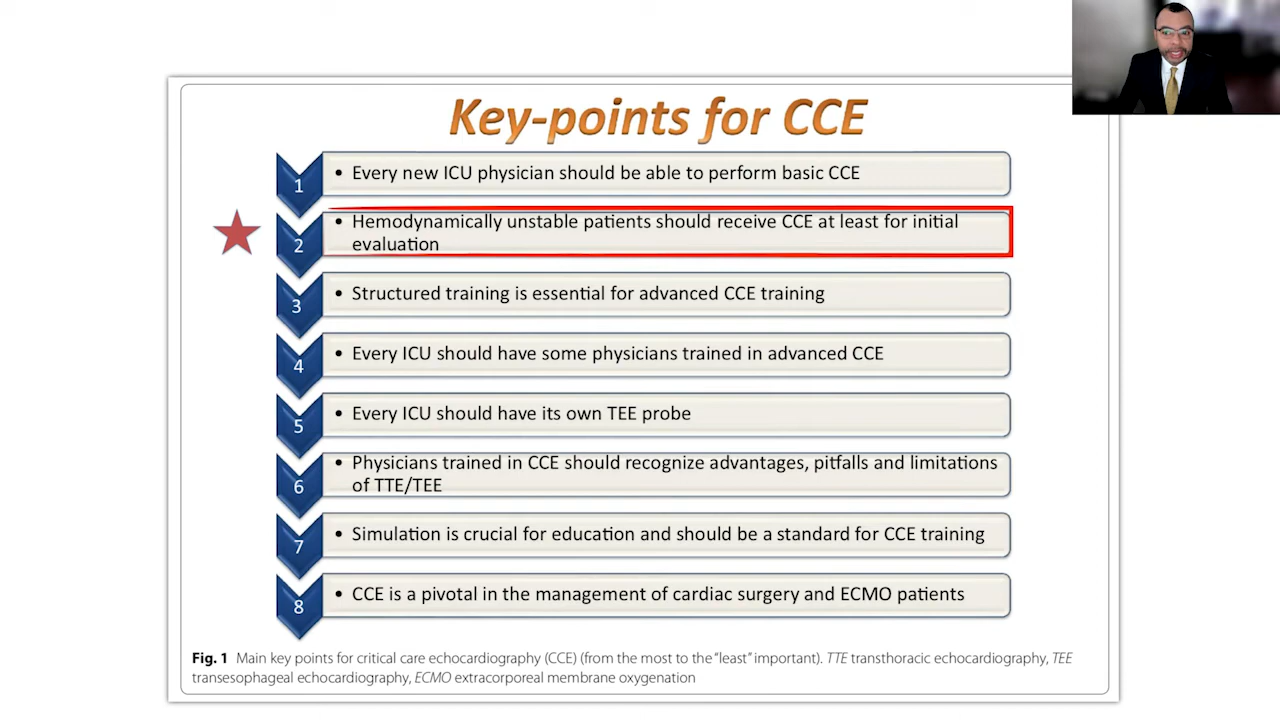 Key-points for CCE
1
• Every new ICU physician should be able to perform basic CCE
2
• Hemodynamically unstable patients should receive CCE at least for initial
evaluation
3
• Structured training is essential for advanced CCE training
4
• Every ICU should have some physicians trained in advanced CCE
5
• Every ICU should have its own TEE probe
6
• Physicians trained in CCE should recognize advantages, pitfalls and limitations
of TTE/TEE
7
• Simulation is crucial for education and should be a standard for CCE training
8
• CCE is a pivotal in the management of cardiac surgery and ECMO patients
Fig. 1 Main key points for critical care echocardiography (CCE) (from the most to the "least" important). TTE transthoracic echocardiography, TEE
transesophageal echocardiography, ECMO extracorporeal membrane oxygenation